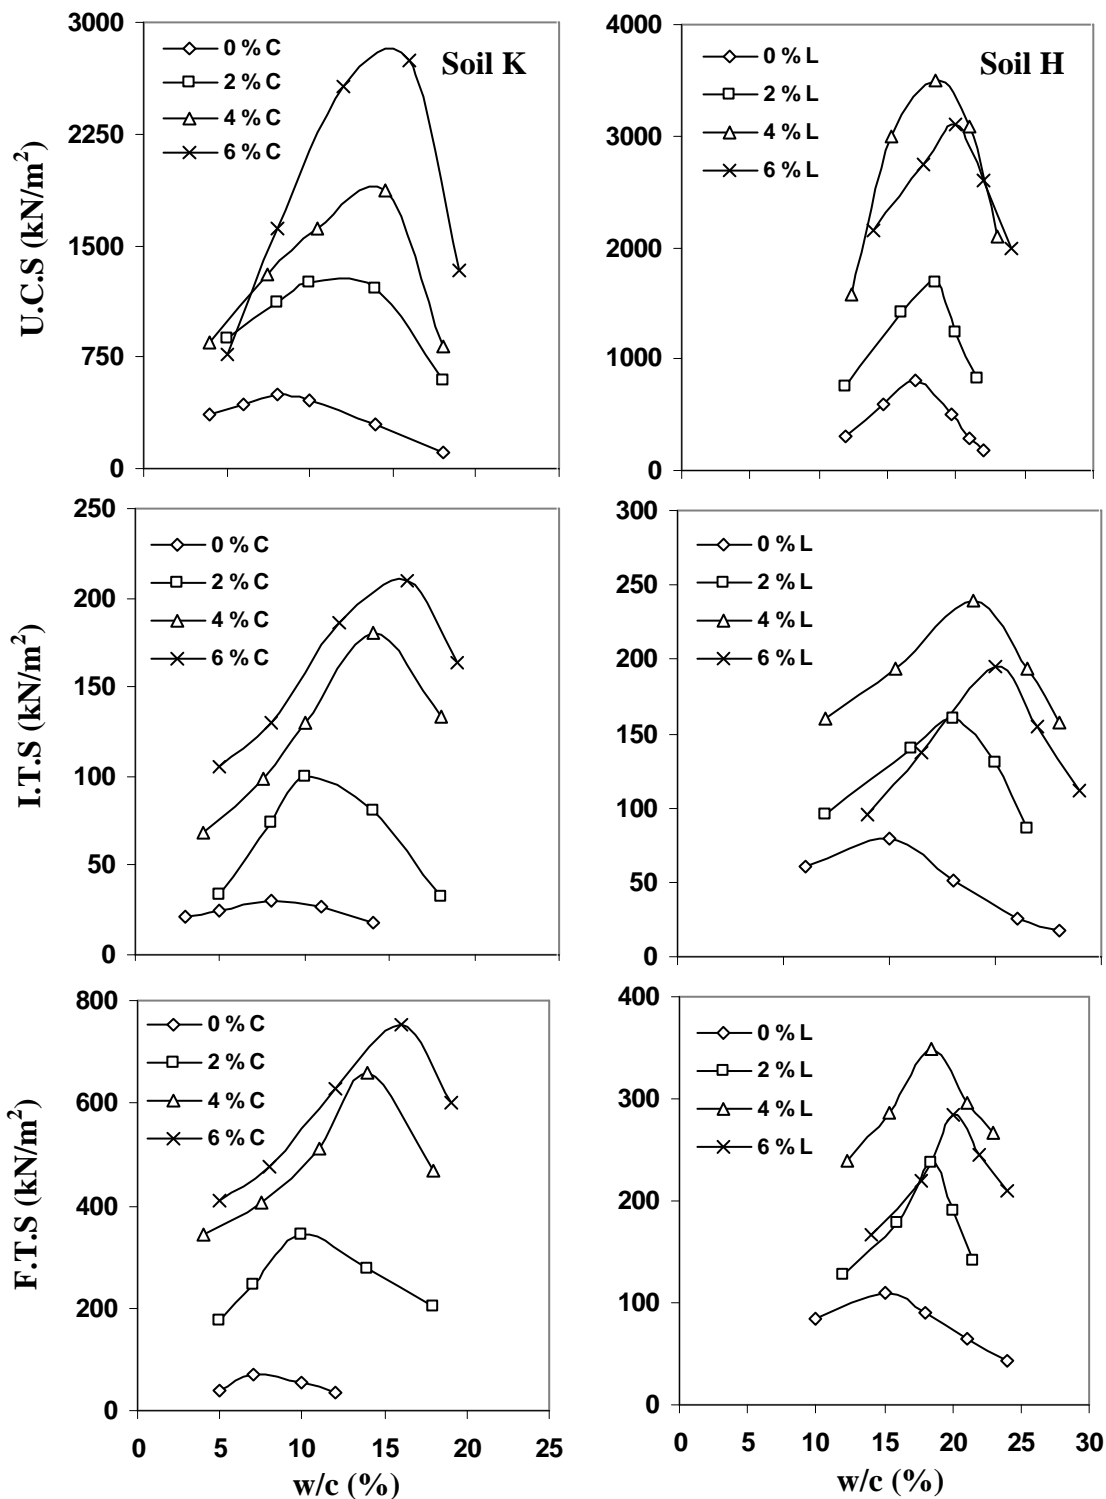 U.C.S (kN/m²)
3000
2250
1500
750
0
0 % C
2 % C
4 % C
6 % C
Soil K
4000
3000
2000
1000
0
0 % L
2 % L
4 % L
6 % L
Soil H
I.T.S (kN/m²)
250
200
150
100
50
0
0 % C
2 % C
4 % C
6 % C
300
250
200
150
100
50
0
0 % L
2 % L
4 % L
6 % L
F.T.S (kN/m²)
800
600
400
200
0
0 % C
2 % C
4 % C
6 % C
0 5 10 15 20 25
w/c (%)
400
300
200
100
0
0 % L
2 % L
4 % L
6 % L
0 5 10 15 20 25 30
w/c (%)